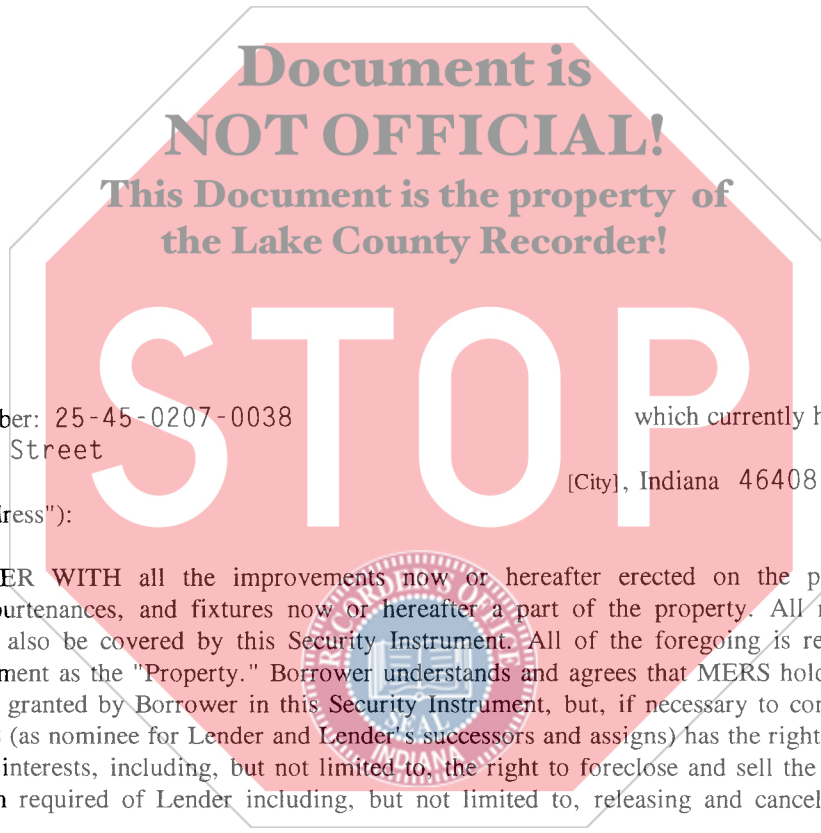 Document is
NOT OFFICIAL!
This Document is the property of
the Lake County Recorder!
STOP
ber: 25-45-0207-0038 which currently h
Street
[City], Indiana 46408
ress"):
ER WITH all the improvements now or hereafter erected on the p
ourtenances, and fixtures now or hereafter a part of the property. All r
also be covered by this Security Instrument. All of the foregoing is re
ment as the "Property." Borrower understands and agrees that MERS hold
granted by Borrower in this Security Instrument, but, if necessary to cor
(as nominee for Lender and Lender's successors and assigns) has the right
interests, including, but not limited to, the right to foreclose and sell the
required of Lender including, but not limited to, releasing and cancel
RECORDER'S OFFICE
SEAL
INDIANA